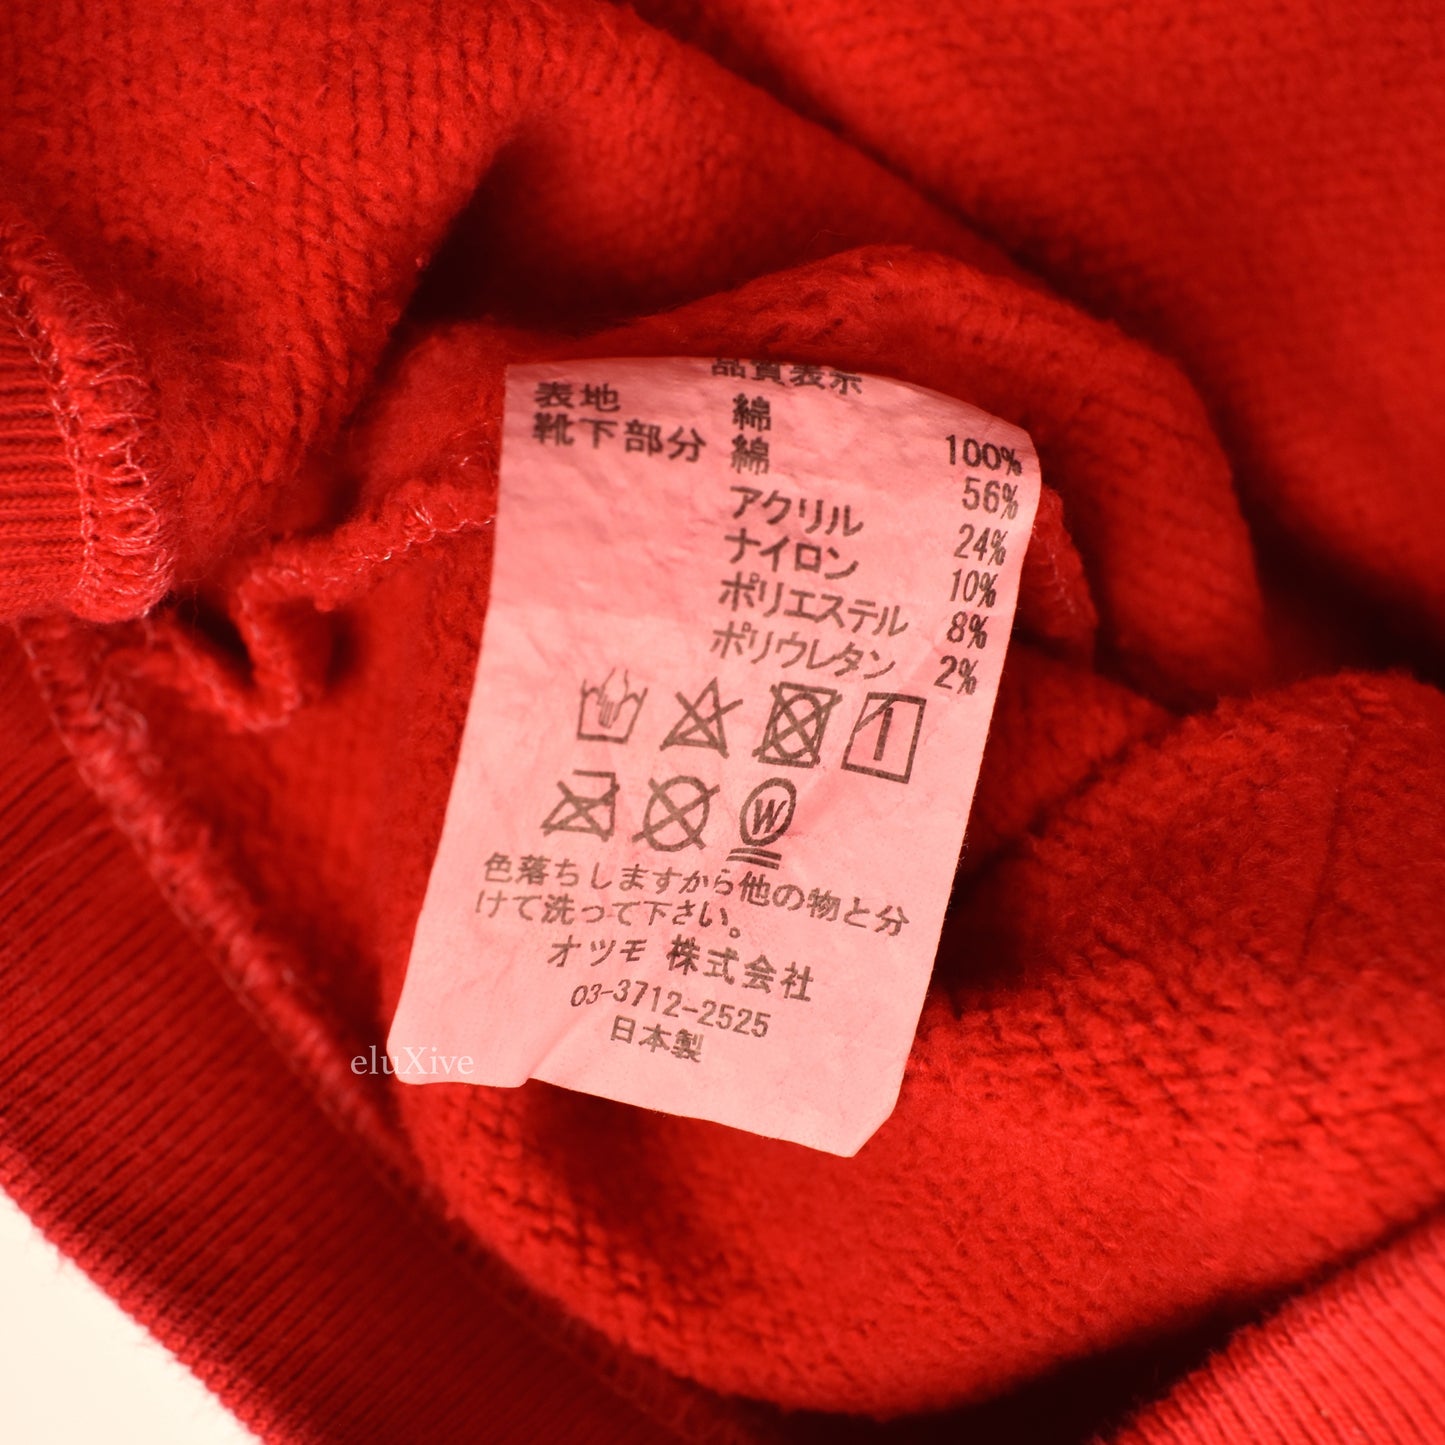 品質表示
表地 綿 100%
靴下部分 綿 56%
アクリル 24%
ナイロン 10%
ポリエステル 8%
ポリウレタン 2%
W
色落ちしますから他の物と分
けて洗って下さい。
オツモ 株式会社
03-3712-2525
日本製
eluXive